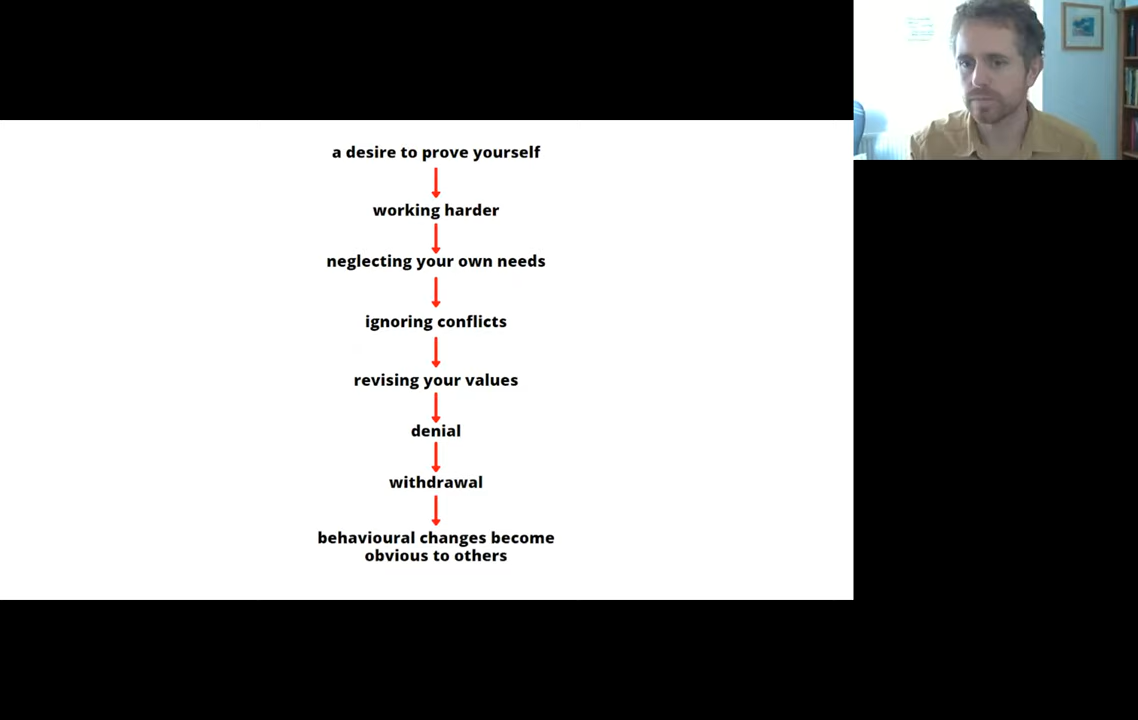 a desire to prove yourself
working harder
neglecting your own needs
ignoring conflicts
revising your values
denial
withdrawal
behavioural changes become
obvious to others